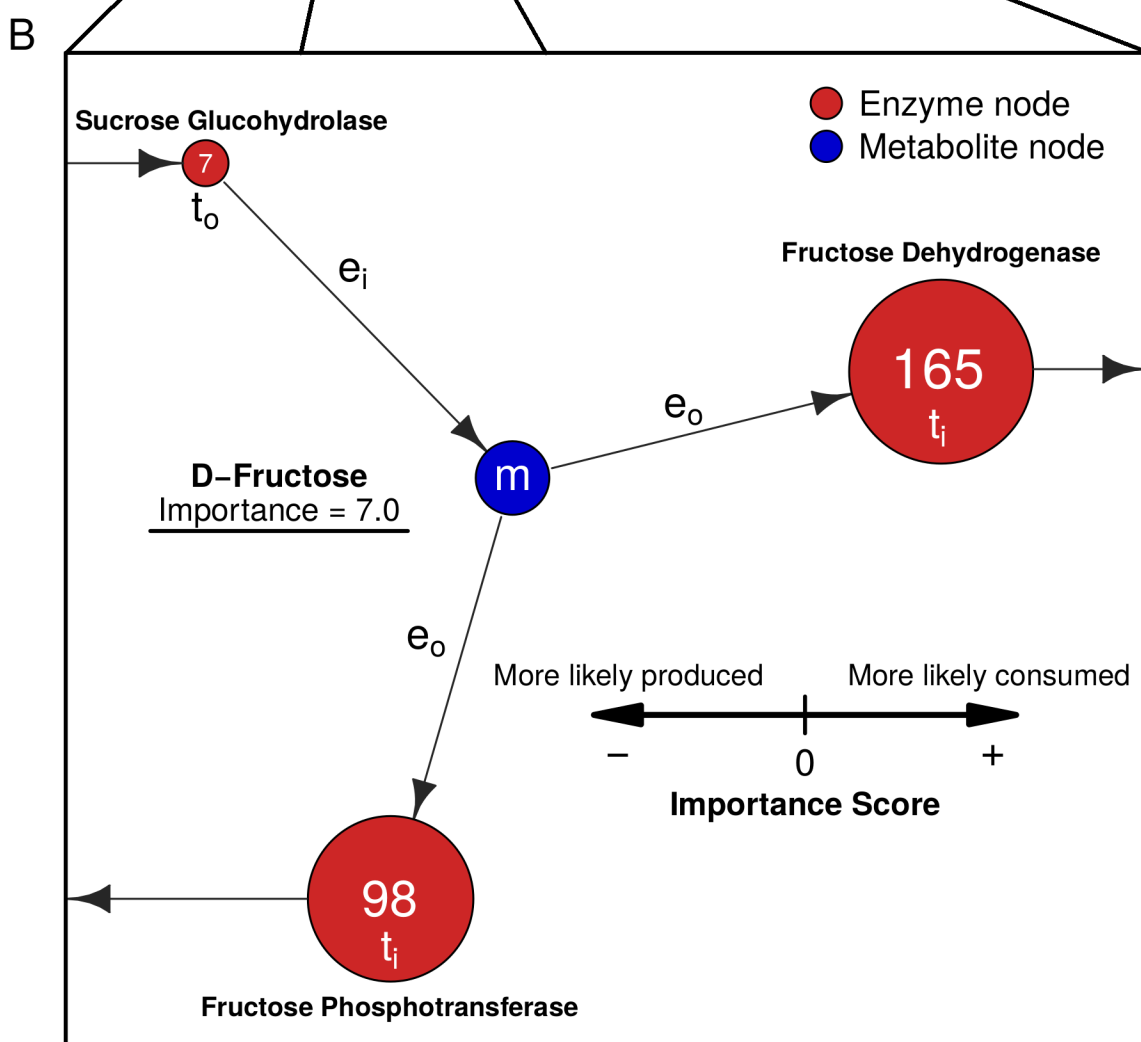 B
Sucrose Glucohydrolase
7
to
Enzyme node
Metabolite node
ei
Fructose Dehydrogenase
165
ti
eo
m
D−Fructose
Importance = 7.0
eo
More likely produced
More likely consumed
−
0
+
Importance Score
98
ti
Fructose Phosphotransferase